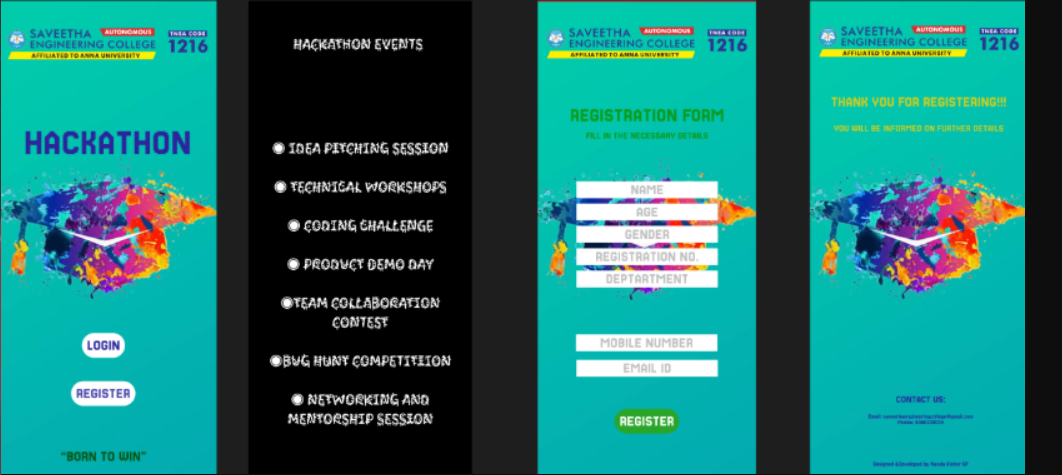 SAVEETHA AUTONOMOUS
ENGINEERING COLLEGE
AFFILIATED TO ANNA UNIVERSITY
TNEA CODE
1216
HACKATHON
LOGIN
REGISTER
"BORN TO WIN"
HACKATHON EVENTS
IDEA PITCHING SESSION
TECHNICAL WORKSHOPS
CODING CHALLENGE
PRODUCT DEMO DAY
TEAM COLLABORATION
CONTEST
BUG HUNT COMPETITIION
NETWORKING AND
MENTORSHIP SESSION
SAVEETHA AUTONOMOUS
ENGINEERING COLLEGE
AFFILIATED TO ANNA UNIVERSITY
TNEA CODE
1216
REGISTRATION FORM
FILL IN THE NECESSARY DETAILS
NAME
AGE
GENDER
REGISTRATION NO.
DEPTARTMENT
MOBILE NUMBER
EMAIL ID
REGISTER
SAVEETHA AUTONOMOUS
ENGINEERING COLLEGE
AFFILIATED TO ANNA UNIVERSITY
TNEA CODE
1216
THANK YOU FOR REGISTERING!!!
YOU WILL BE INFORMED ON FURTHER DETAILS
CONTACT US:
Email:
Phone:
Designed &Developed by